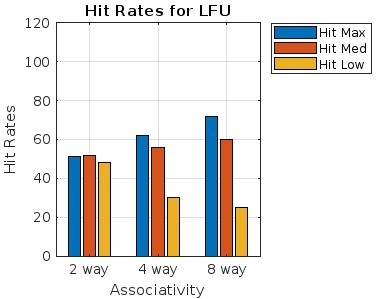 Hit Rates for LFU
Hit Max
Hit Med
Hit Low
Hit Rates
120
100
80
60
40
20
0
2 way 4 way 8 way
Associativity